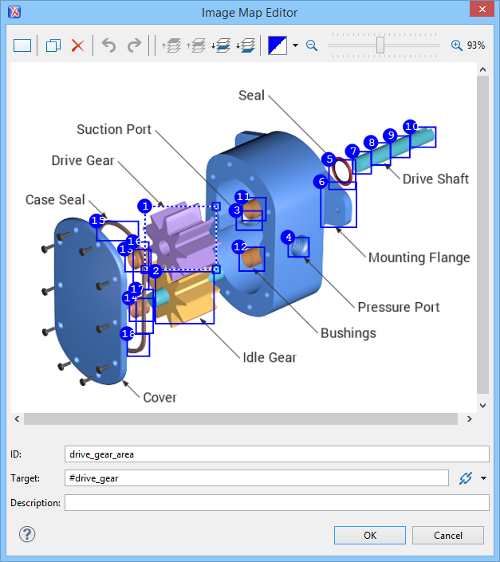 Image Map Editor
93%
Seal
Suction Port
Drive Gear
Case Seal
Drive Shaft
Mounting Flange
Pressure Port
Bushings
Idle Gear
Cover
1
2
3
4
5
6
7
8
9
10
11
12
13
14
15
16
17
18
ID:
drive_gear_area
Target:
#drive_gear
Description:
?
OK
Cancel